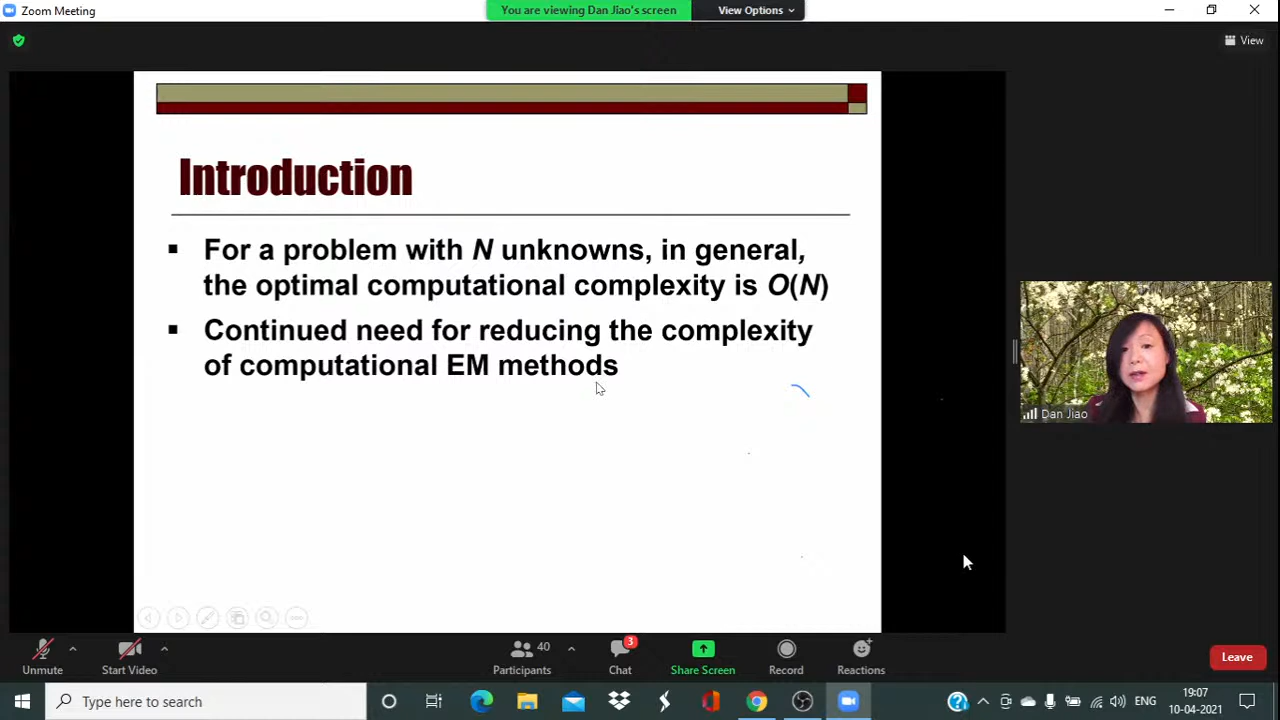 Zoom Meeting
You are viewing Dan Jiao's screen
View Options
View
Introduction
▪ For a problem with N unknowns, in general,
the optimal computational complexity is O(N)
▪ Continued need for reducing the complexity
of computational EM methods
Dan Jiao
Unmute
Start Video
40
Participants
3
Chat
Share Screen
Record
Reactions
Leave
Type here to search
ENG
19:07
10-04-2021